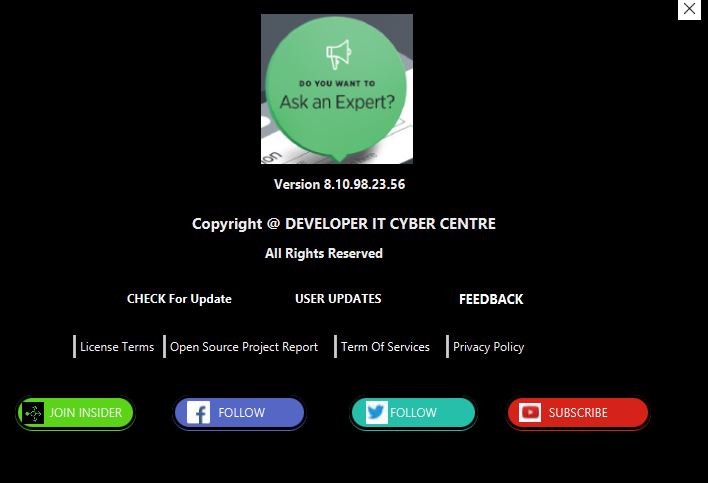 DO YOU WANT TO
Ask an Expert?
on
Version 8.10.98.23.56
Copyright @ DEVELOPER IT CYBER CENTRE
All Rights Reserved
CHECK For Update USER UPDATES FEEDBACK
License Terms Open Source Project Report Term Of Services Privacy Policy
JOIN INSIDER FOLLOW FOLLOW SUBSCRIBE